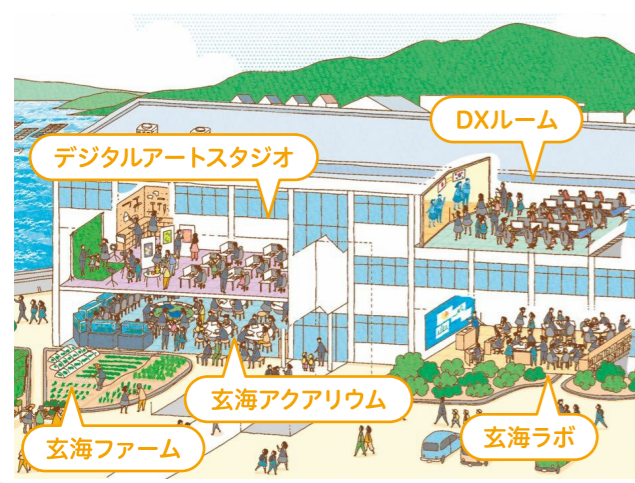 DXルーム
デジタルアートスタジオ
玄海アクアリウム
玄海ファーム
玄海ラボ